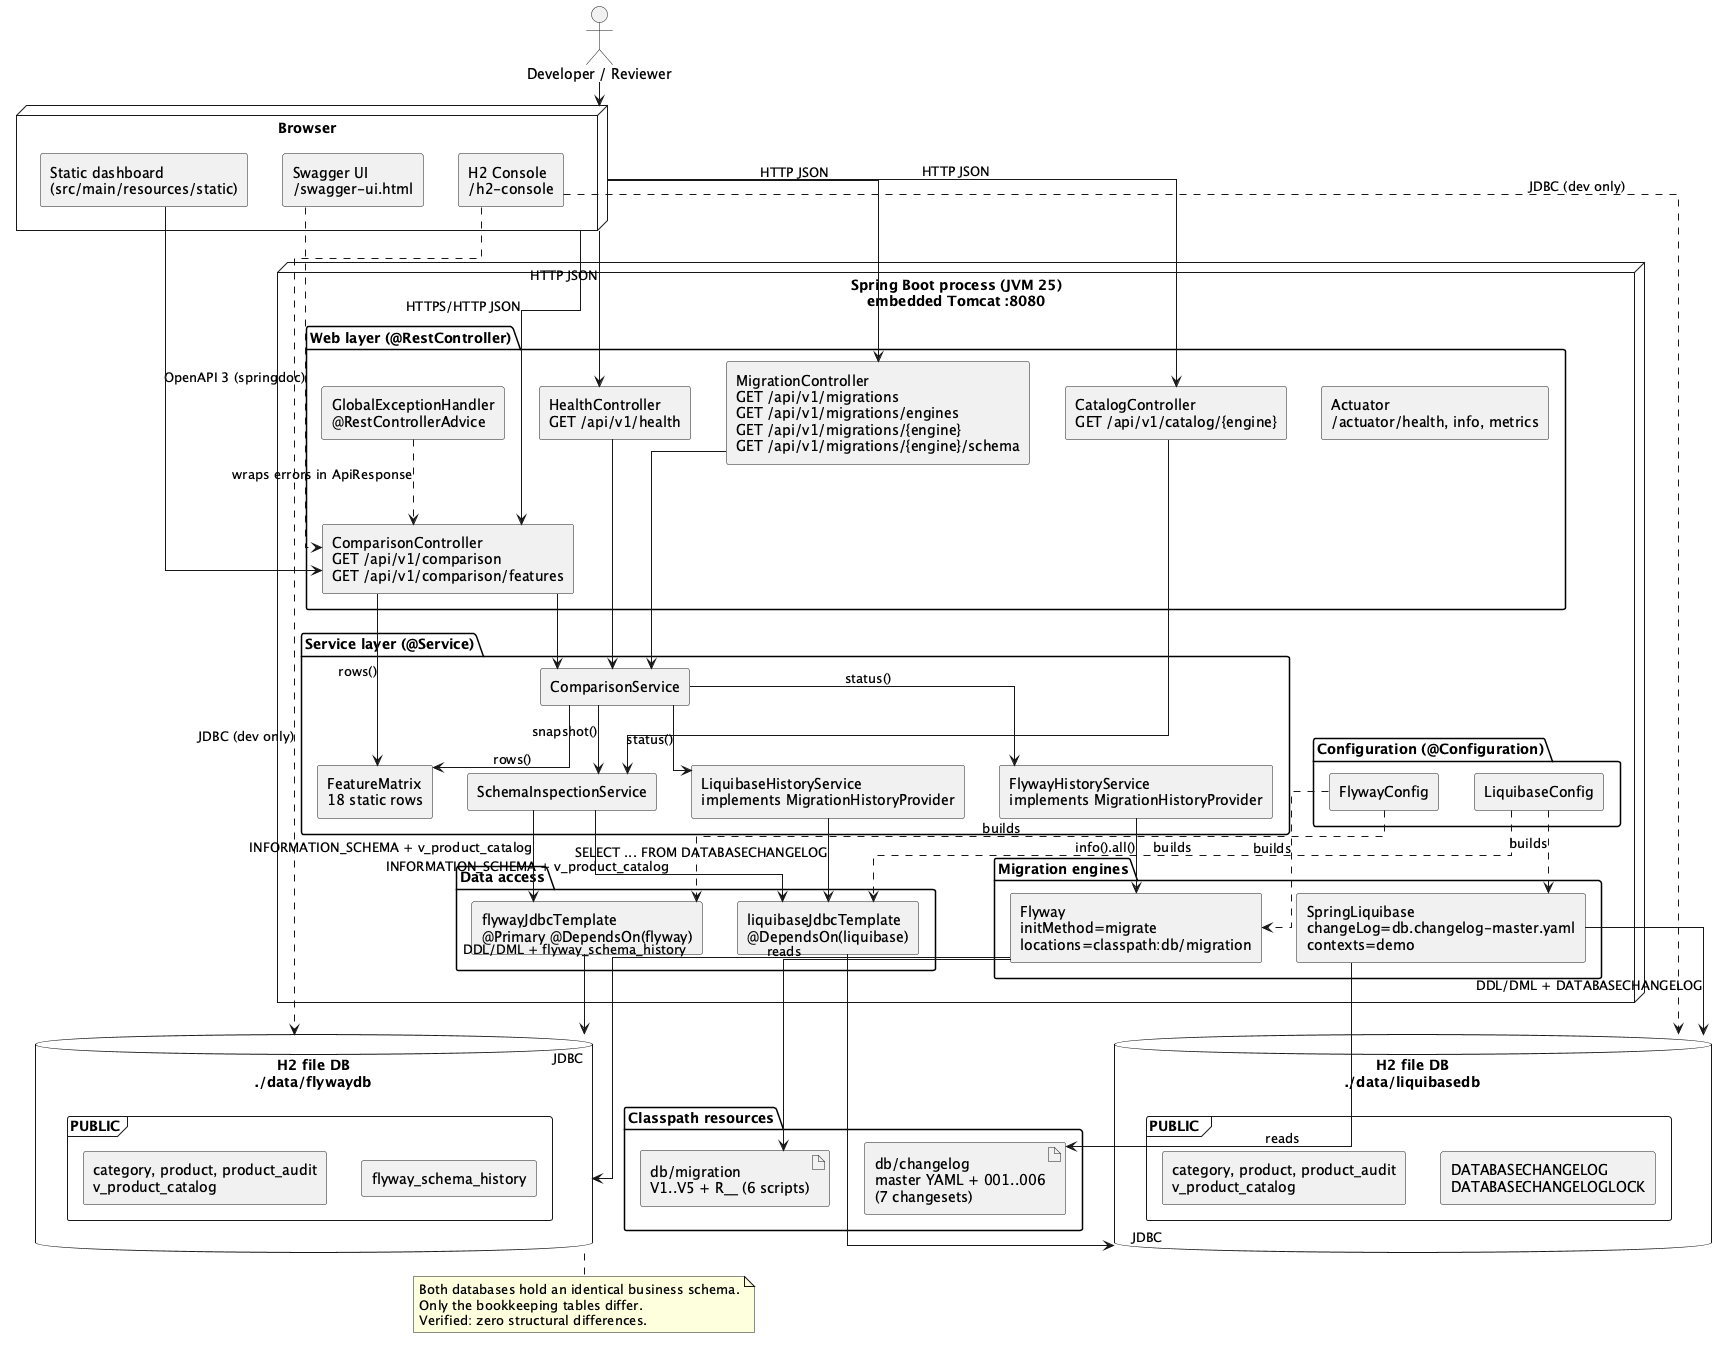 Developer / Reviewer
Browser
Static dashboard
(src/main/resources/static)
Swagger UI
/swagger-ui.html
H2 Console
/h2-console
HTTP JSON
HTTP JSON
JDBC (dev only)
HTTP JSON
HTTPS/HTTP JSON
Spring Boot process (JVM 25)
embedded Tomcat :8080
Web layer (@RestController)
OpenAPI 3 (springdoc)
GlobalExceptionHandler
@RestControllerAdvice
HealthController
GET /api/v1/health
MigrationController
GET /api/v1/migrations
GET /api/v1/migrations/engines
GET /api/v1/migrations/{engine}
GET /api/v1/migrations/{engine}/schema
CatalogController
GET /api/v1/catalog/{engine}
Actuator
/actuator/health, info, metrics
wraps errors in ApiResponse
ComparisonController
GET /api/v1/comparison
GET /api/v1/comparison/features
Service layer (@Service)
rows()
ComparisonService
status()
snapshot()
status()
JDBC (dev only)
rows()
FeatureMatrix
18 static rows
SchemaInspectionService
LiquibaseHistoryService
implements MigrationHistoryProvider
FlywayHistoryService
implements MigrationHistoryProvider
Configuration (@Configuration)
FlywayConfig
LiquibaseConfig
builds
INFORMATION_SCHEMA + v_product_catalog
SELECT ... FROM DATABASECHANGELOG
info().all()
builds
builds
builds
INFORMATION_SCHEMA + v_product_catalog
Data access
flywayJdbcTemplate
@Primary @DependsOn(flyway)
liquibaseJdbcTemplate
@DependsOn(liquibase)
Migration engines
Flyway
initMethod=migrate
locations=classpath:db/migration
SpringLiquibase
changeLog=db.changelog-master.yaml
contexts=demo
DDL/DML + flyway_schema_history
reads
DDL/DML + DATABASECHANGELOG
JDBC
H2 file DB
./data/flywaydb
PUBLIC
category, product, product_audit
v_product_catalog
flyway_schema_history
Classpath resources
db/migration
V1..V5 + R__ (6 scripts)
db/changelog
master YAML + 001..006
(7 changesets)
reads
H2 file DB
./data/liquibasedb
PUBLIC
category, product, product_audit
v_product_catalog
DATABASECHANGELOG
DATABASECHANGELOGLOCK
JDBC
Both databases hold an identical business schema.
Only the bookkeeping tables differ.
Verified: zero structural differences.